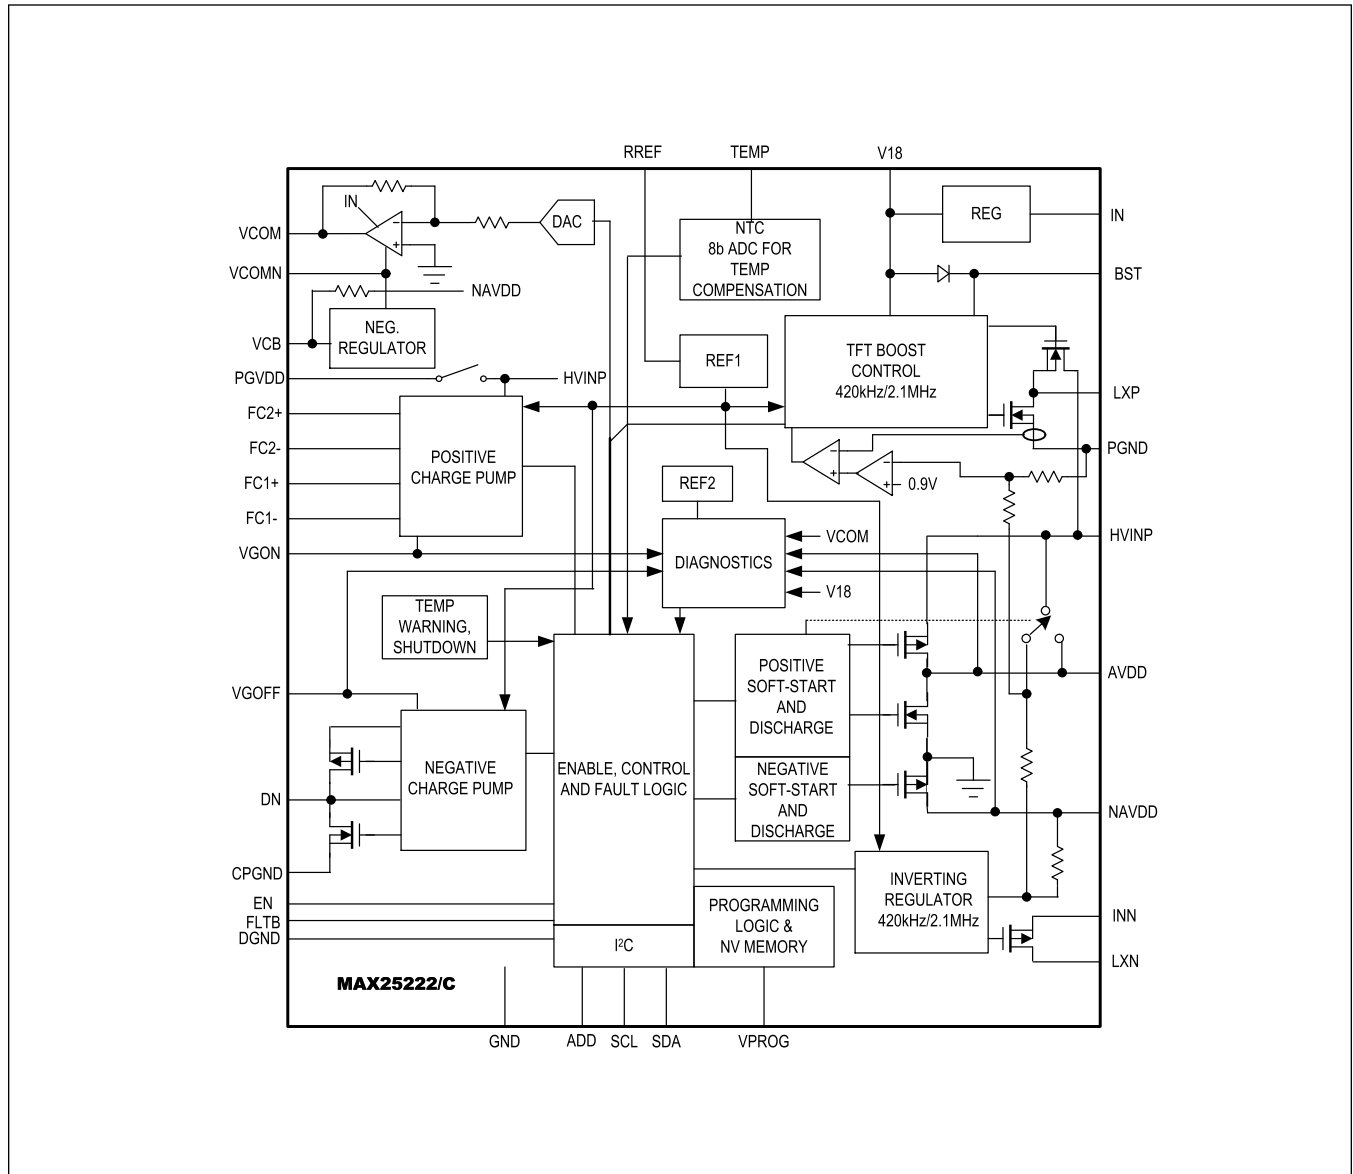 RREF
TEMP
V18
IN
DAC
VCOM
VCOMN
NAVDD
VCB
NEG.
REGULATOR
PGVDD
HVINP
FC2+
FC2-
FC1+
FC1-
VGON
POSITIVE
CHARGE PUMP
NTC
8b ADC FOR
TEMP
COMPENSATION
REF1
REG
IN
BST
TFT BOOST
CONTROL
420kHz/2.1MHz
LXP
PGND
0.9V
HVINP
REF2
DIAGNOSTICS
VCOM
V18
TEMP
WARNING,
SHUTDOWN
VGOFF
DN
CPGND
NEGATIVE
CHARGE PUMP
ENABLE, CONTROL
AND FAULT LOGIC
POSITIVE
SOFT-START
AND
DISCHARGE
NEGATIVE
SOFT-START
AND
DISCHARGE
AVDD
NAVDD
EN
FLTB
DGND
I²C
PROGRAMMING
LOGIC &
NV MEMORY
INVERTING
REGULATOR
420kHz/2.1MHz
INN
LXN
MAX25222/C
GND
ADD
SCL
SDA
VPROG